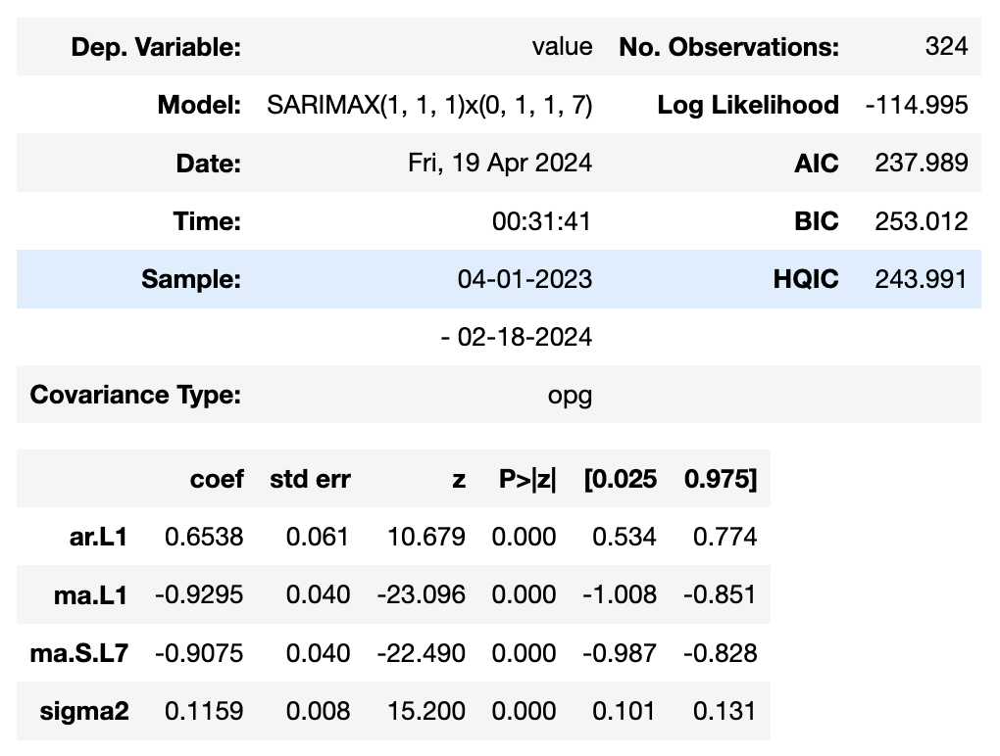 Dep. Variable: value No. Observations: 324
Model: SARIMAX(1, 1, 1)x(0, 1, 1, 7) Log Likelihood -114.995
Date: Fri, 19 Apr 2024 AIC 237.989
Time: 00:31:41 BIC 253.012
Sample: 04-01-2023 HQIC 243.991
- 02-18-2024
Covariance Type: opg
coef std err z P>|z| [0.025 0.975]
ar.L1 0.6538 0.061 10.679 0.000 0.534 0.774
ma.L1 -0.9295 0.040 -23.096 0.000 -1.008 -0.851
ma.S.L7 -0.9075 0.040 -22.490 0.000 -0.987 -0.828
sigma2 0.1159 0.008 15.200 0.000 0.101 0.131